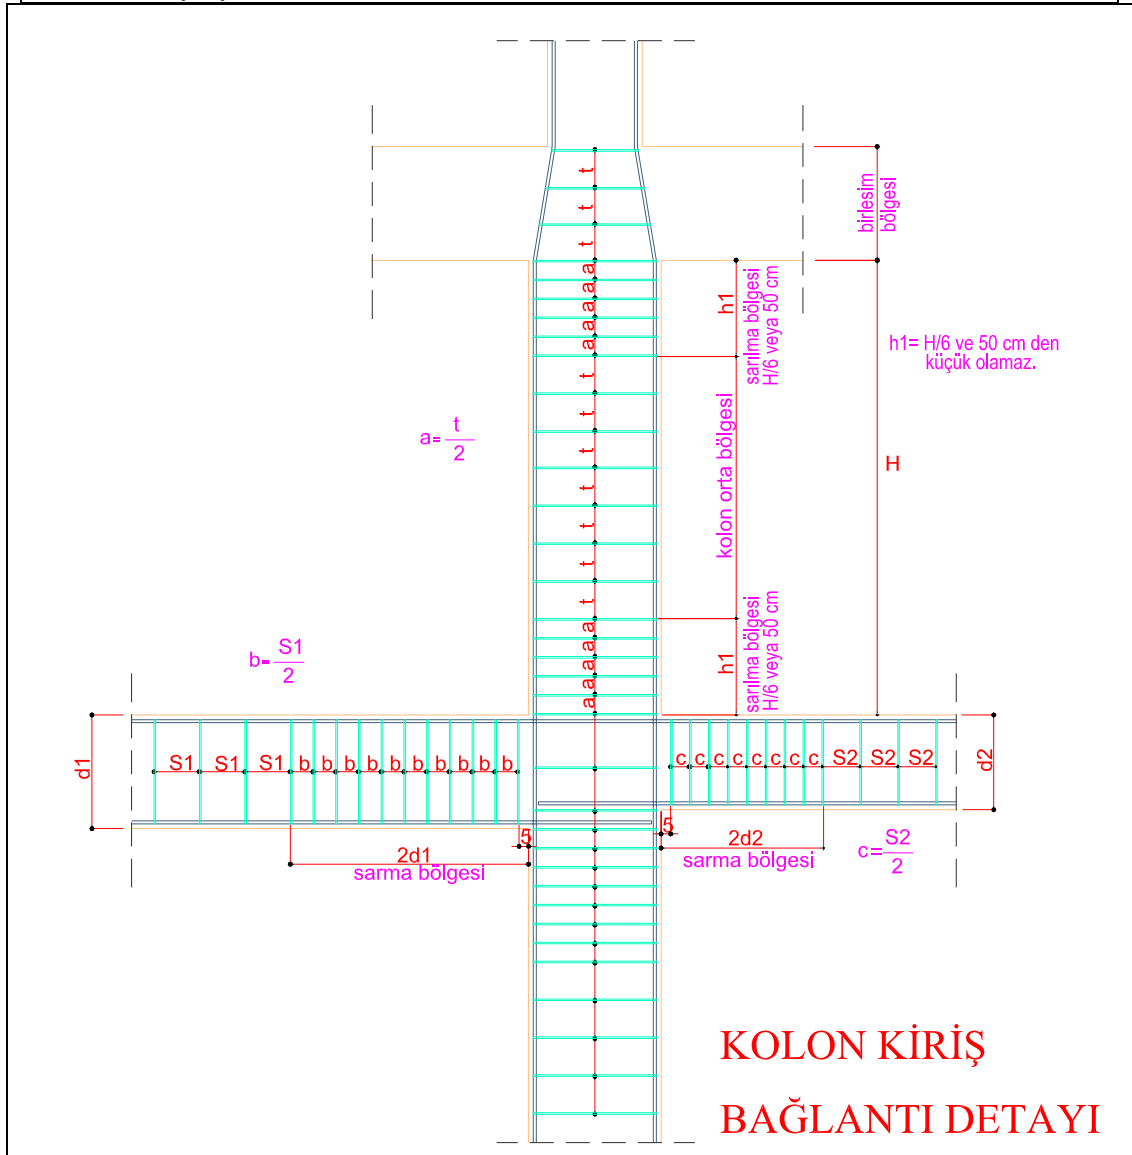 t
t
t
a
a
a
a
a
t
t
t
t
t
t
t
a
a
a
a
a
birlesim
bölgesi
h1
sarılma bölgesi
H/6 veya 50 cm
h1= H/6 ve 50 cm den
küçük olamaz.
kolon orta bölgesi
H
a= t
2
h1
sarılma bölgesi
H/6 veya 50 cm
b= S1
2
d1
S1 S1 S1 b b b b b b b b b b
c c c c c c c c S2 S2 S2
d2
5
2d1
sarma bölgesi
5
2d2
sarma bölgesi
c= S2
2
KOLON KİRİŞ
BAĞLANTI DETAYI